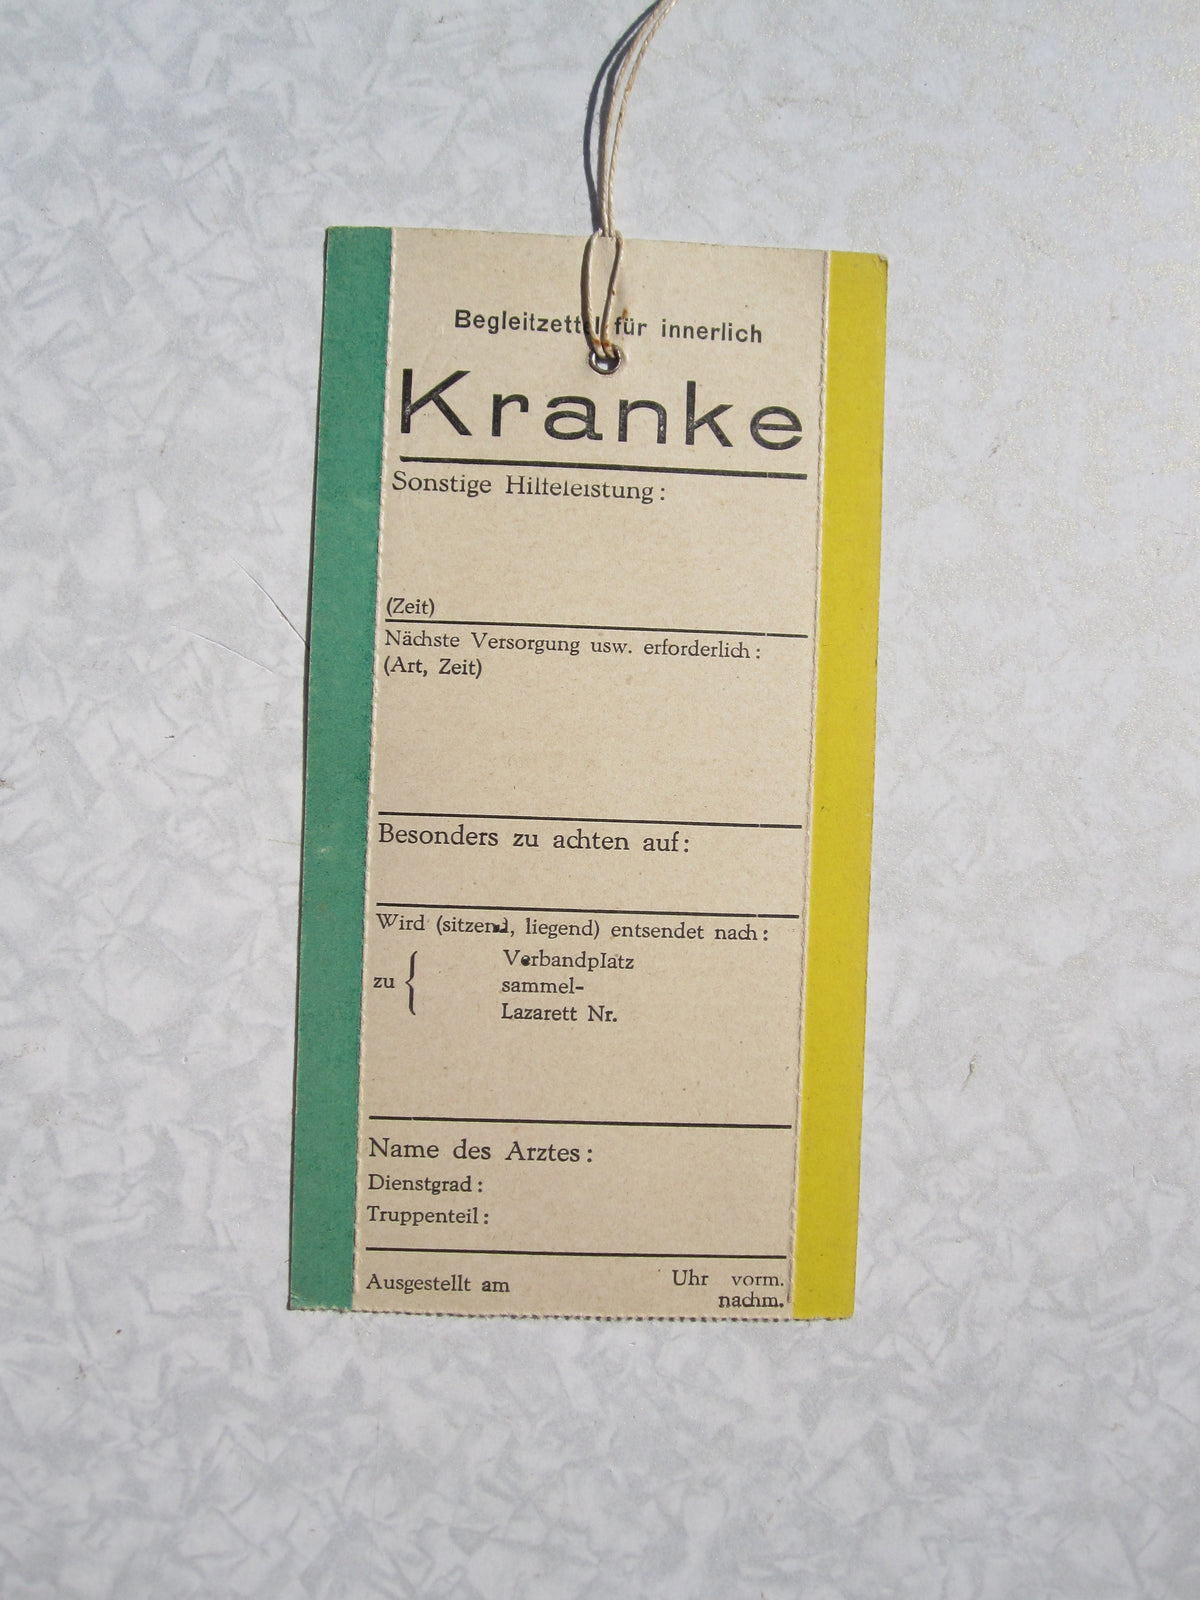 Begleitzettel für innerlich
Kranke
Sonstige Hilfeleistung:
(Zeit)
Nächste Versorgung usw. erforderlich:
(Art, Zeit)
Besonders zu achten auf:
Wird (sitzend, liegend) entsendet nach:
Verbandplatz
zu { sammel-
Lazarett Nr.
Name des Arztes:
Dienstgrad:
Truppenteil:
Ausgestellt am Uhr vorm.
nachm.